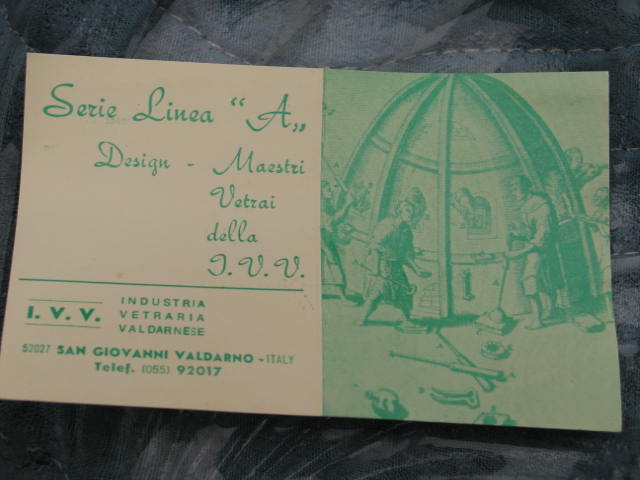 Serie Linea "A"
Design - Maestri
Vetrai
della
I. V. V.
I. V. V.
INDUSTRIA
VETRARIA
VALDARNESE
52027 SAN GIOVANNI VALDARNO - ITALY
Telef. (055) 92017